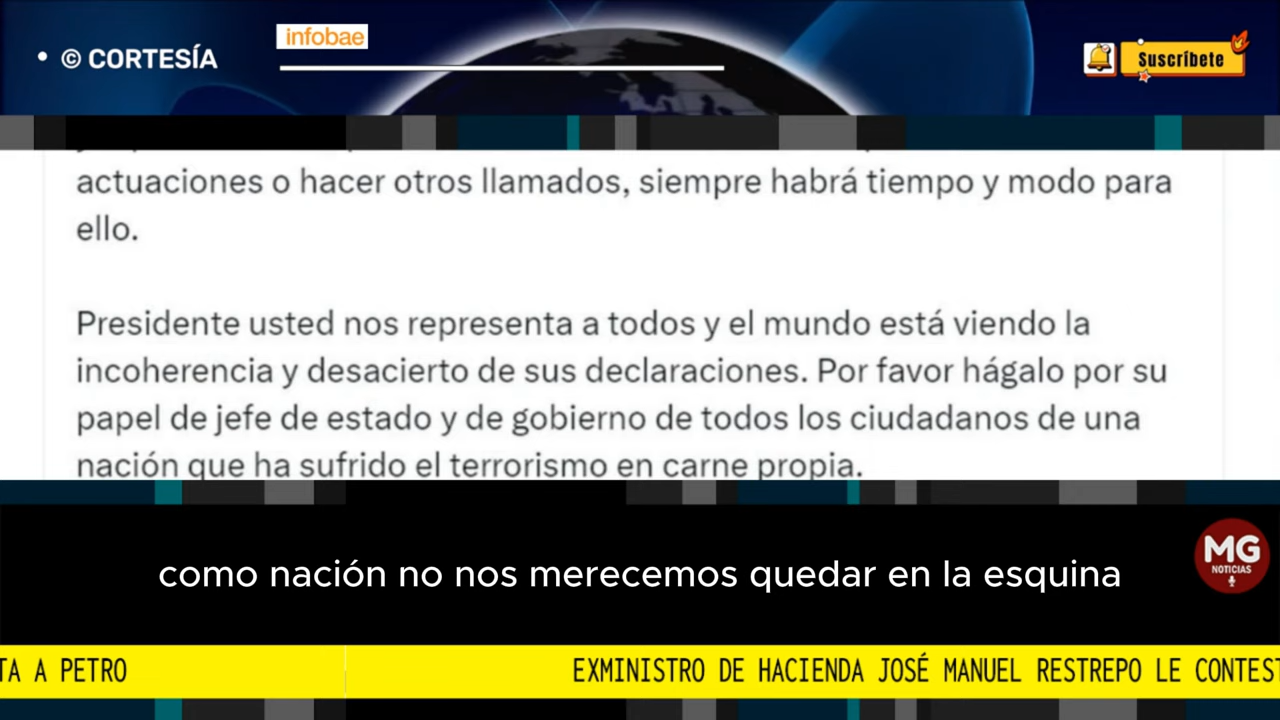 © CORTESÍA
infobae
Suscríbete
actuaciones o hacer otros llamados, siempre habrá tiempo y modo para
ello.
Presidente usted nos representa a todos y el mundo está viendo la
incoherencia y desacierto de sus declaraciones. Por favor hágalo por su
papel de jefe de estado y de gobierno de todos los ciudadanos de una
nación que ha sufrido el terrorismo en carne propia.
como nación no nos merecemos quedar en la esquina
MG
NOTICIAS
TA A PETRO
EXMINISTRO DE HACIENDA JOSÉ MANUEL RESTREPO LE CONTEST